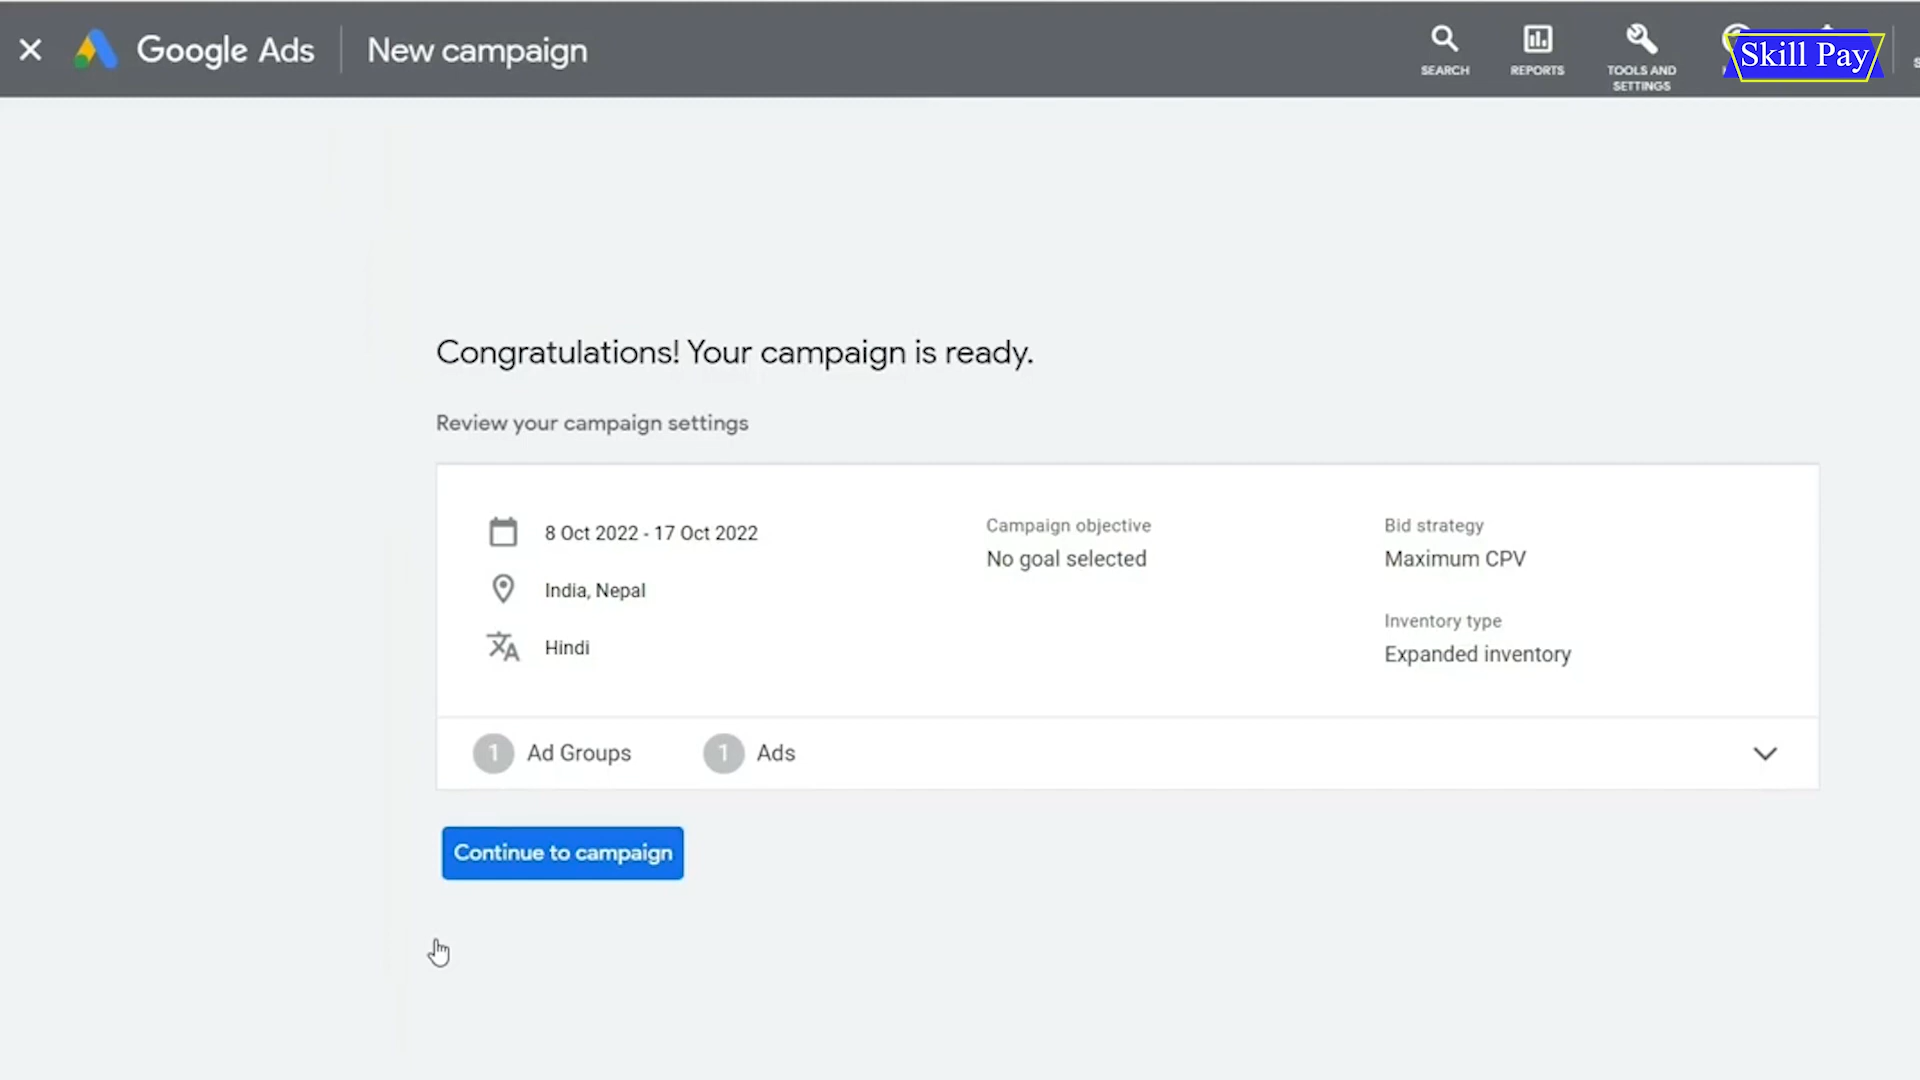 Google Ads
New campaign
SEARCH
REPORTS
TOOLS AND
SETTINGS
Skill Pay
Congratulations! Your campaign is ready.
Review your campaign settings
8 Oct 2022 - 17 Oct 2022
India, Nepal
Hindi
Campaign objective
No goal selected
Bid strategy
Maximum CPV
Inventory type
Expanded inventory
1 Ad Groups
1 Ads
Continue to campaign